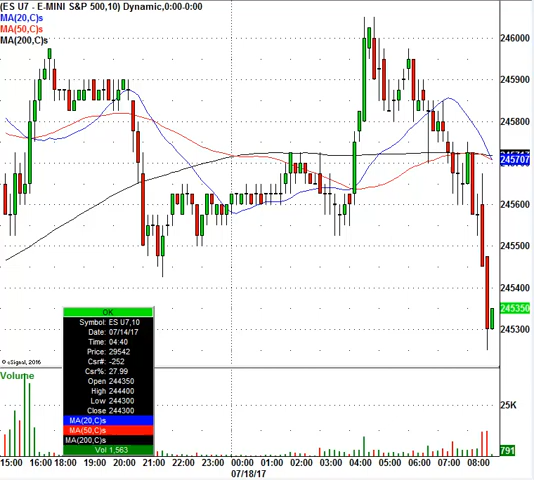 (ES U7 - E-MINI S&P 500,10) Dynamic,0:00-0:00
MA(20,C)s
MA(50,C)s
MA(200,C)s
246000
245900
245800
245707
245600
245500
245400
245350
245300
OK
Symbol: ES U7,10
Date: 07/14/17
Time: 04:40
Price: 29542
Csr#: -252
Csr%: 27.99
Open 244350
High 244400
Low 244300
Close 244300
MA(20,C)s
MA(50,C)s
MA(200,C)s
Vol 1,563
© eSignal, 2016
Volume
25K
791
15:00 16:00 18:00 19:00 20:00 21:00 22:00 23:00 00:00 01:00 02:00 03:00 04:00 05:00 06:00 07:00 08:00
07/18/17